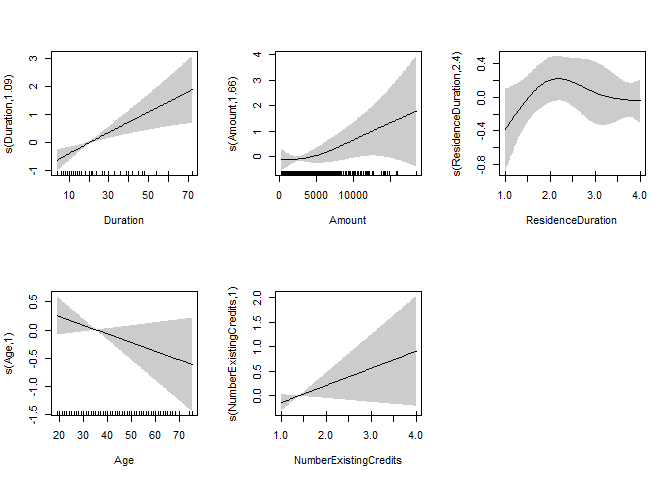 s(Duration,1.09)
3
2
1
0
-1
10 30 50 70
Duration
s(Amount,1.66)
4
3
2
1
0
0 5000 10000
Amount
s(ResidenceDuration,2.4)
0.4
0.0
-0.4
-0.8
1.0 2.0 3.0 4.0
ResidenceDuration
s(Age,1)
0.5
0.0
-0.5
-1.0
-1.5
20 30 40 50 60 70
Age
s(NumberExistingCredits,1)
2.0
1.5
1.0
0.5
0.0
1.0 2.0 3.0 4.0
NumberExistingCredits